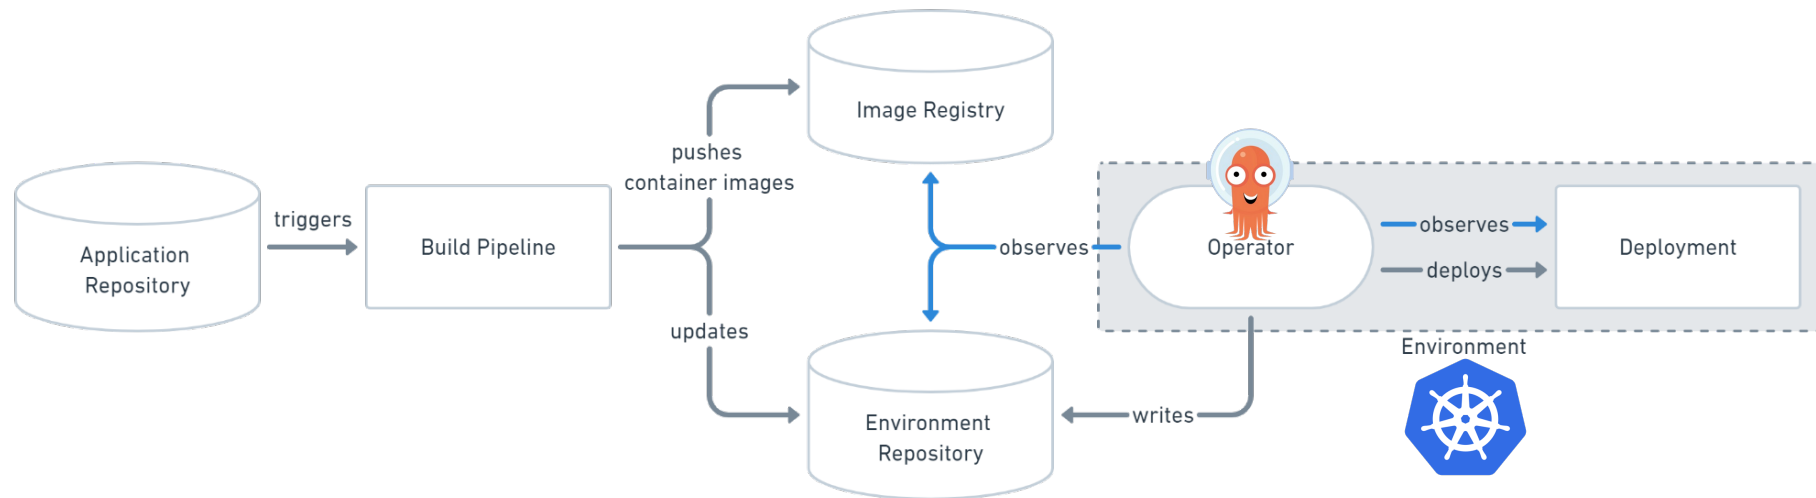 Application
Repository
triggers
Build Pipeline
pushes
container images
updates
Image Registry
Environment
Repository
observes
Operator
observes
deploys
Deployment
writes
Environment